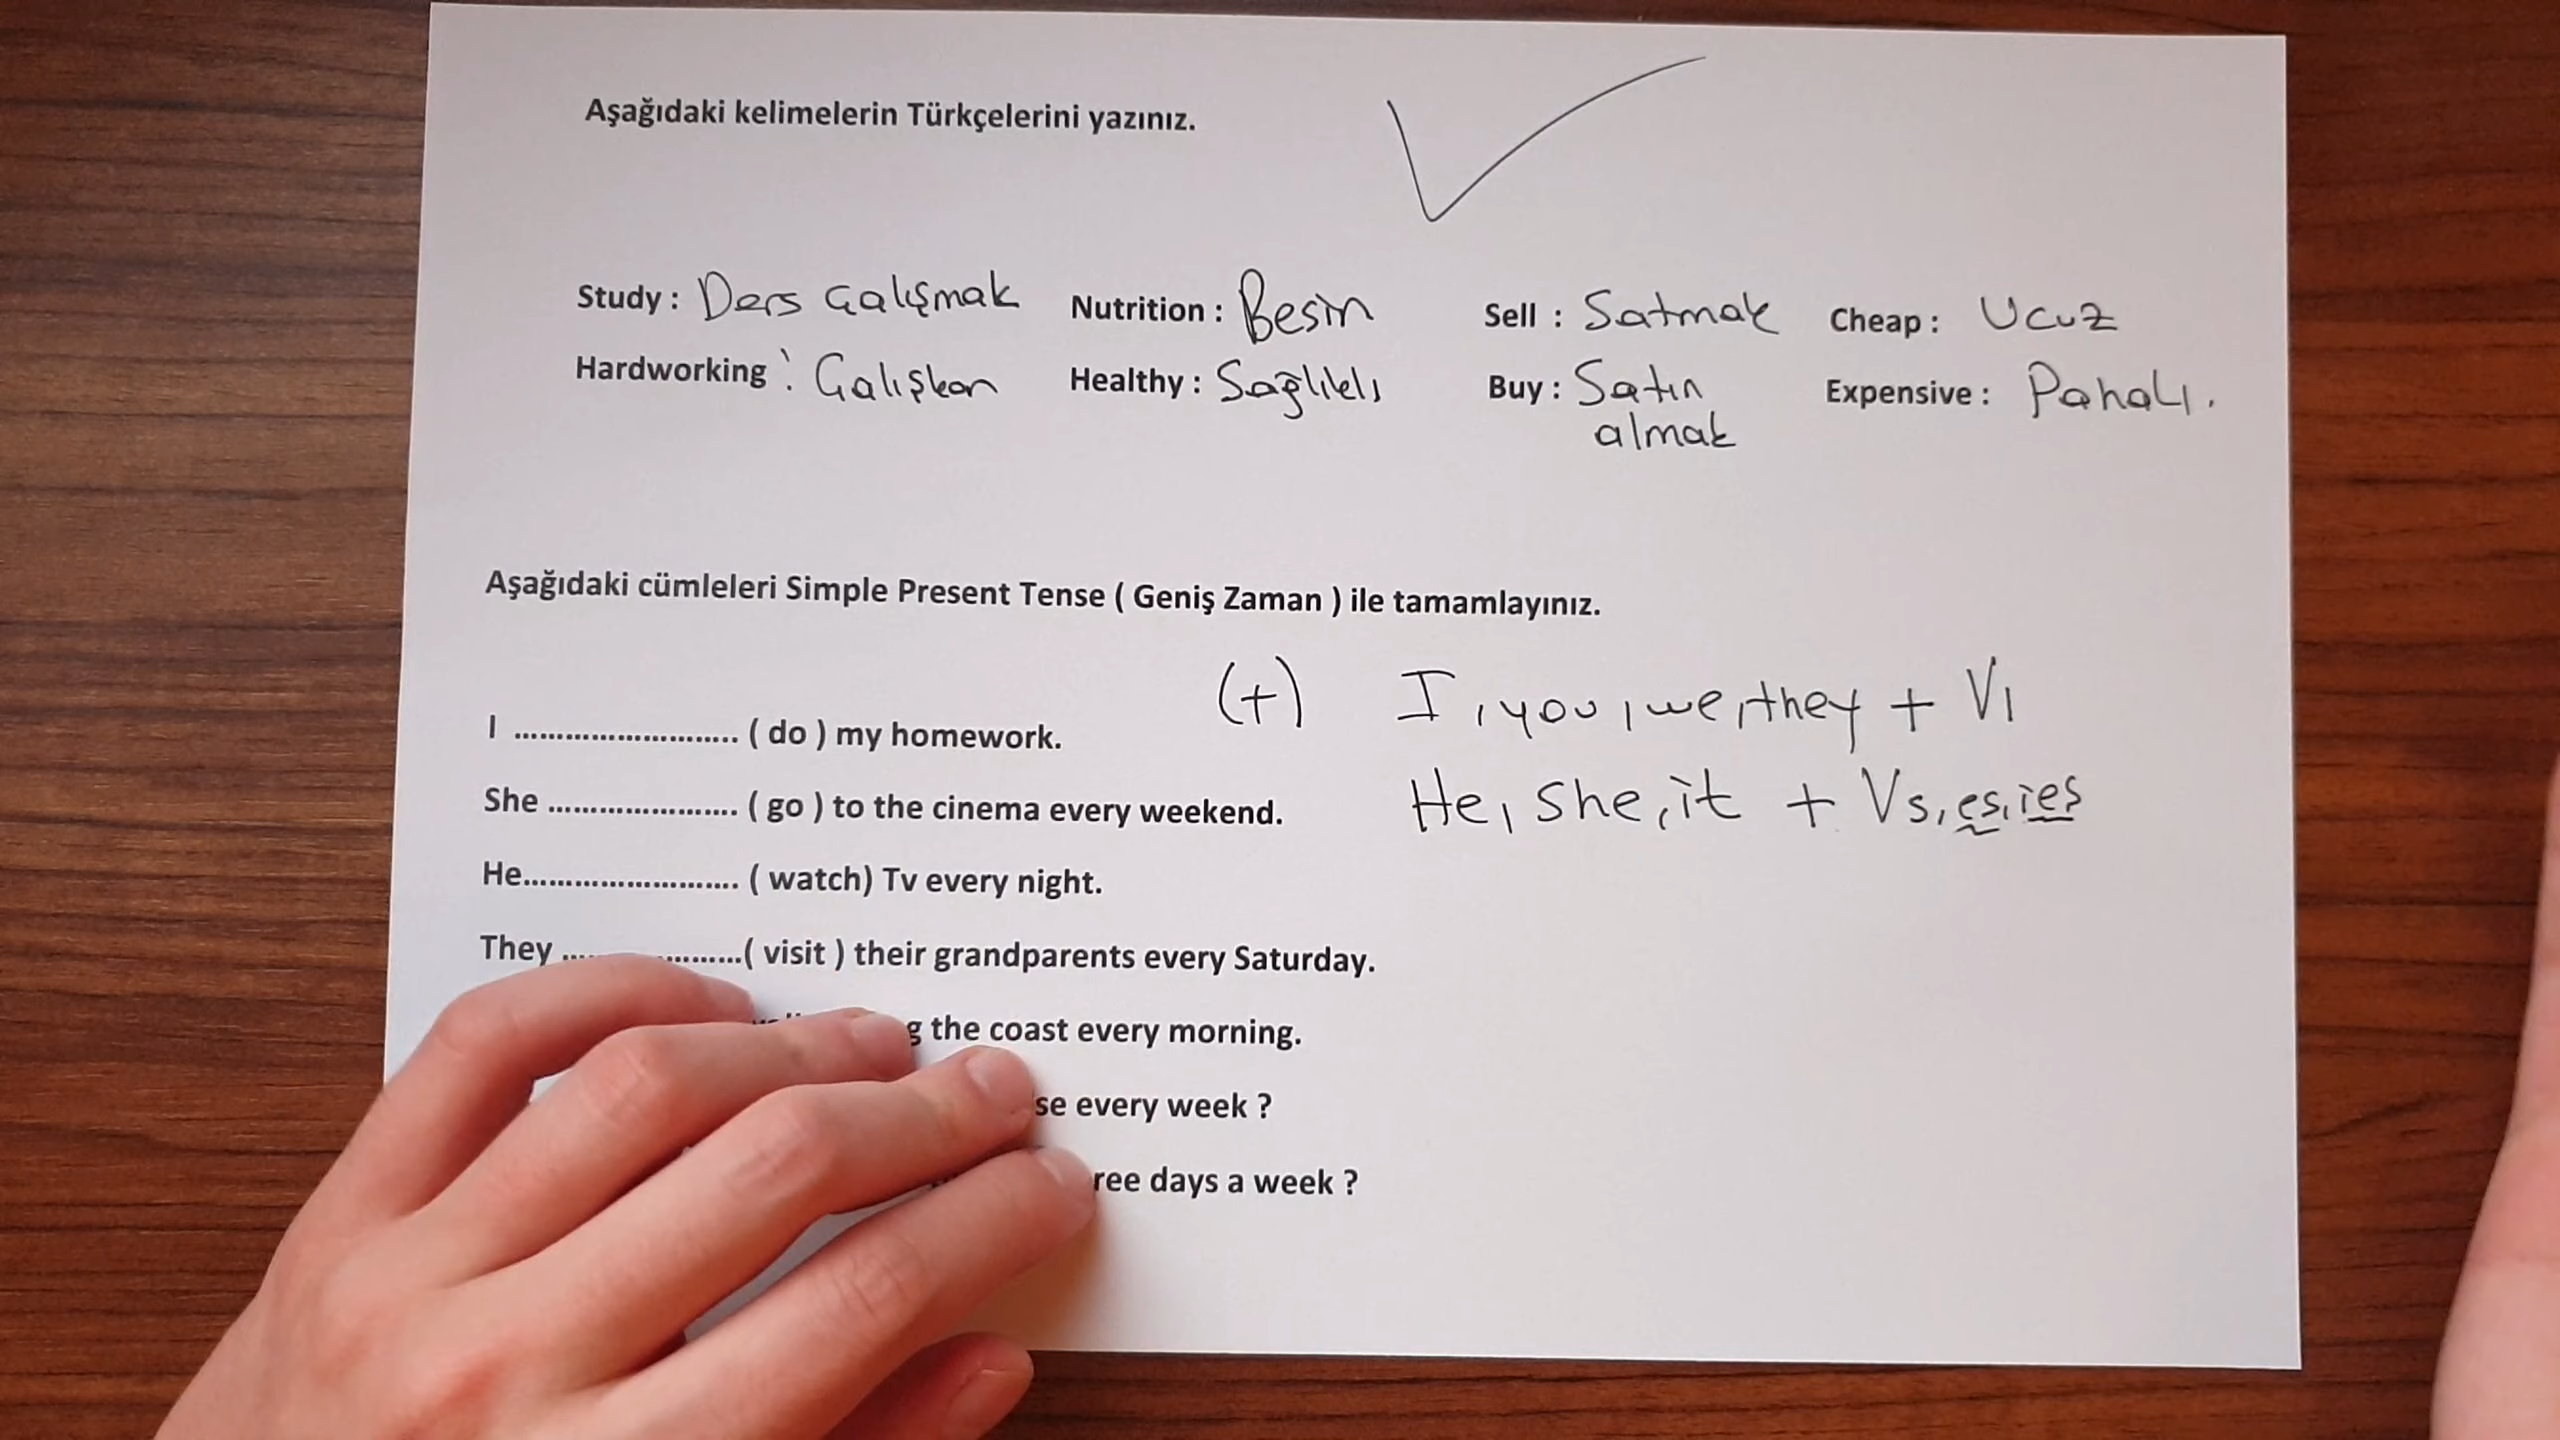 Aşağıdaki kelimelerin Türkçelerini yazınız.
Study : Ders Çalışmak Nutrition : Besin Sell : Satmak Cheap : Ucuz
Hardworking : Çalışkan Healthy : Sağlıklı Buy : Satın almak Expensive : Pahalı.
Aşağıdaki cümleleri Simple Present Tense ( Geniş Zaman ) ile tamamlayınız.
(+) I, you, we, they + V1
He, She, it + Vs, es, ies
I .......................... ( do ) my homework.
She ...................... ( go ) to the cinema every weekend.
He......................... ( watch) Tv every night.
They ..... ..........( visit ) their grandparents every Saturday.
the coast every morning.
every week ?
days a week ?